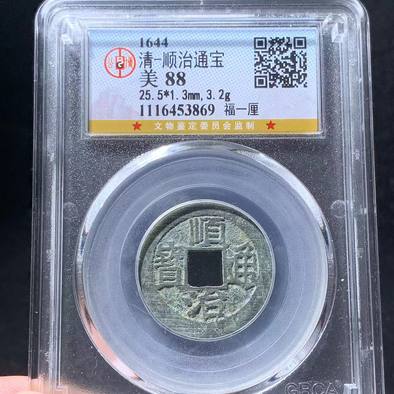 1644
清-顺治通宝
美 88
25.5*1.3mm,3.2g
1116453869 福一厘
★ 文物鉴定委员会监制 ★
順治通寶
GBCA